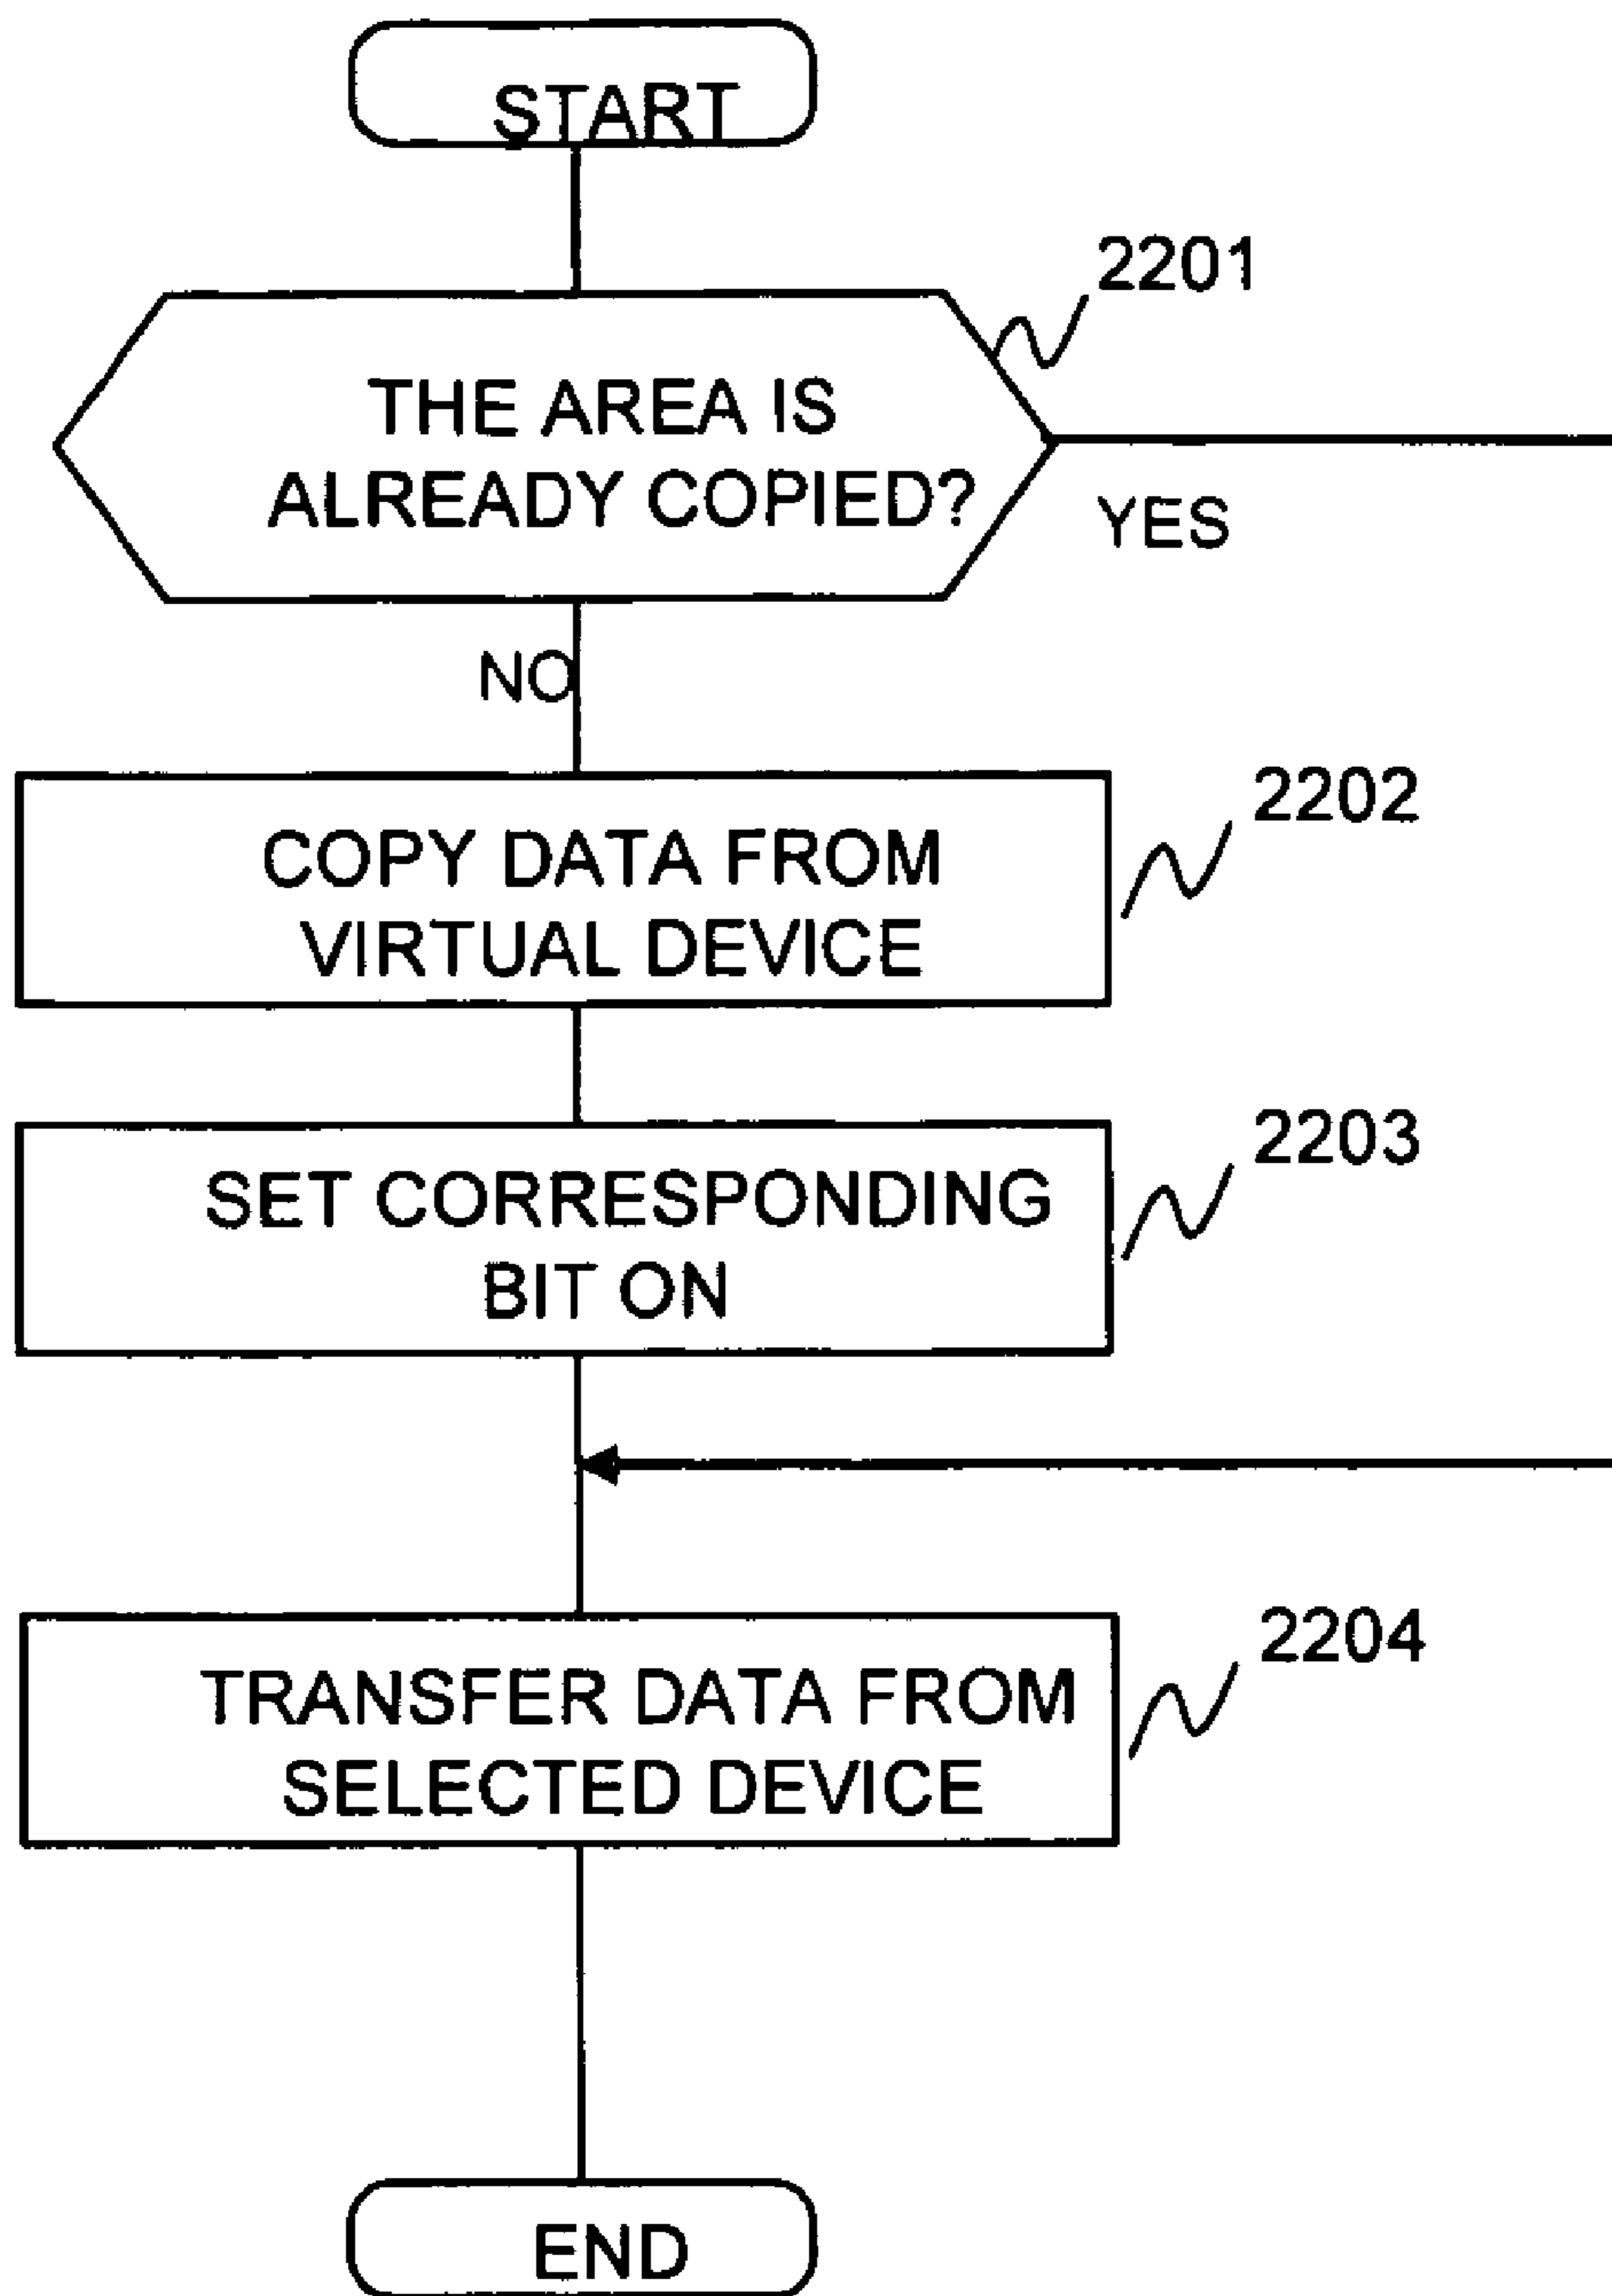 START
2201
THE AREA IS
ALREADY COPIED?
YES
NO
2202
COPY DATA FROM
VIRTUAL DEVICE
2203
SET CORRESPONDING
BIT ON
2204
TRANSFER DATA FROM
SELECTED DEVICE
END